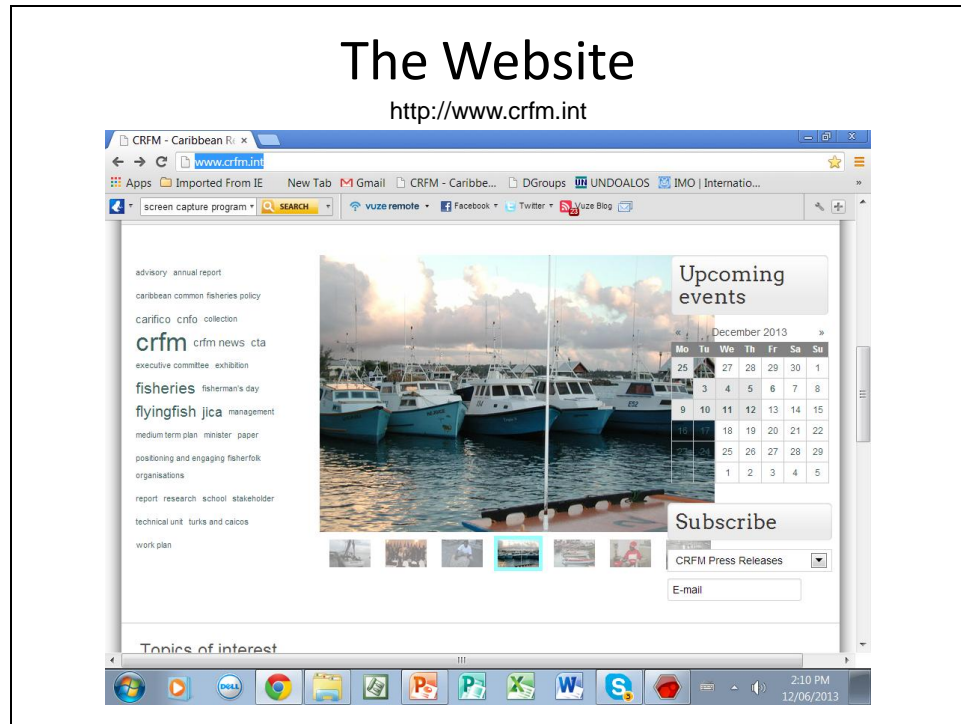 The Website
http://www.crfm.int
CRFM - Caribbean Re ×
www.crfm.int
Apps Imported From IE New Tab Gmail CRFM - Caribbe... DGroups UNDOALOS IMO | Internatio... »
screen capture program SEARCH vuze remote Facebook Twitter 23 Vuze Blog
advisory annual report
caribbean common fisheries policy
carifico cnfo collection
crfm crfm news cta
executive committee exhibition
fisheries fisherman's day
flyingfish jica management
medium term plan minister paper
positioning and engaging fisherfolk
organisations
report research school stakeholder
technical unit turks and caicos
work plan
Upcoming
events
« December 2013 »
Mo Tu We Th Fr Sa Su
25 27 28 29 30 1
3 4 5 6 7 8
9 10 11 12 13 14 15
16 17 18 19 20 21 22
24 25 26 27 28 29
1 2 3 4 5
Subscribe
CRFM Press Releases
E-mail
Topics of interest
DELL
2:10 PM
12/06/2013